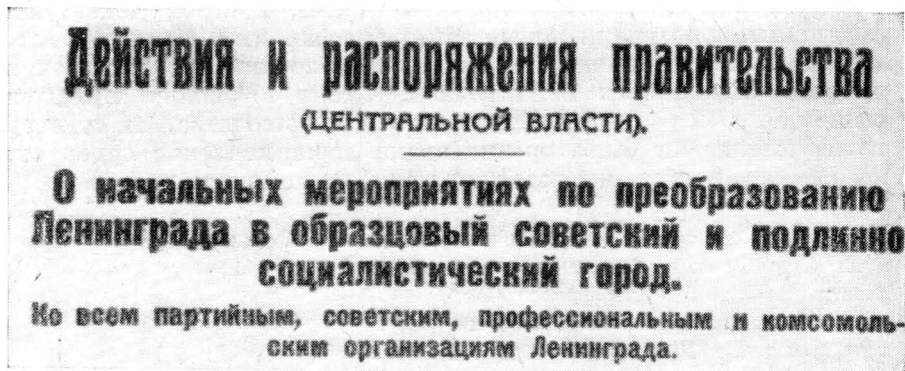 Действия и распоряжения правительства
(ЦЕНТРАЛЬНОЙ ВЛАСТИ).
О начальных мероприятиях по преобразованию
Ленинграда в образцовый советский и подлинно
социалистический город.
Ко всем партийным, советским, профессиональным и комсомоль-
ским организациям Ленинграда.